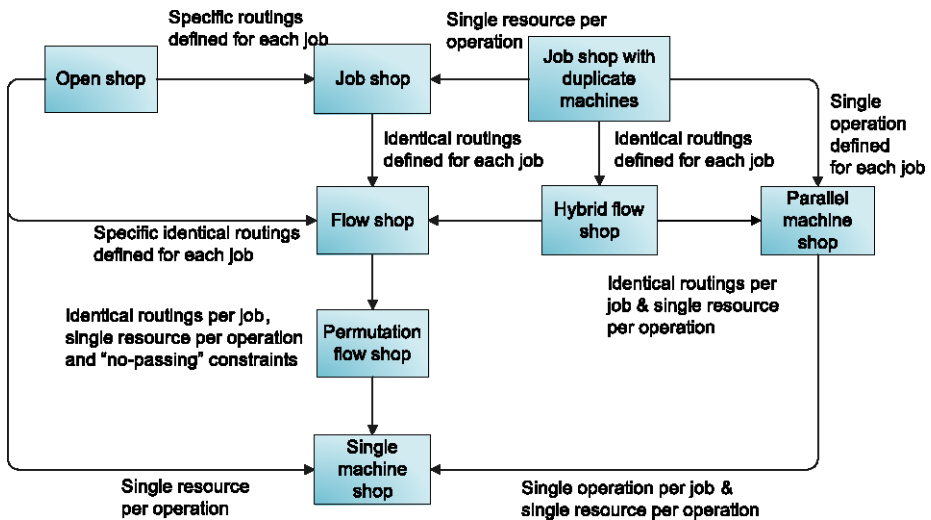 Specific routings
defined for each job
Single resource per
operation
Open shop
Job shop
Job shop with
duplicate
machines
Single
operation
defined
for each job
Identical routings
defined for each job
Identical routings
defined for each job
Flow shop
Hybrid flow
shop
Parallel
machine
shop
Specific identical routings
defined for each job
Identical routings per
job & single resource
per operation
Identical routings per job,
single resource per operation
and “no-passing” constraints
Permutation
flow shop
Single
machine
shop
Single resource
per operation
Single operation per job &
single resource per operation